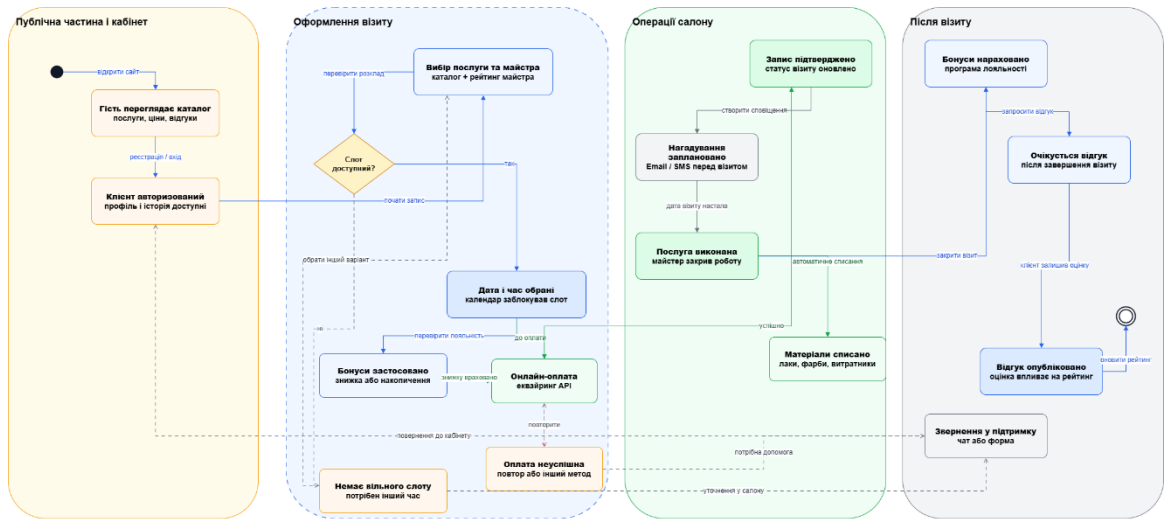 Публічна частина і кабінет
відкрити сайт
Гість переглядає каталог
послуги, ціни, відгуки
реєстрація / вхід
Клієнт авторизований
профіль і історія доступні
Оформлення візиту
перевірити розклад
Вибір послуги та майстра
каталог + рейтинг майстра
Слот
доступний?
так
почати запис
обрати інший варіант
ні
Дата і час обрані
календар заблокував слот
перевірити лояльність
до оплати
Бонуси застосовано
знижка або накопичення
знижку враховано
Онлайн-оплата
еквайринг API
повторити
Оплата неуспішна
повтор або інший метод
Немає вільного слоту
потрібен інший час
повернення до кабінету
Операції салону
Запис підтверджено
статус візиту оновлено
створити сповіщення
Нагадування
заплановано
Email / SMS перед візитом
дата візиту настала
Послуга виконана
майстер закрив роботу
автоматичне списання
успішно
Матеріали списано
лаки, фарби, витратники
потрібна допомога
уточнення у салону
Після візиту
Бонуси нараховано
програма лояльності
запросити відгук
Очікується відгук
після завершення візиту
закрити візит
клієнт залишив оцінку
Відгук опубліковано
оцінка впливає на рейтинг
рейтинг
Звернення у підтримку
чат або форма